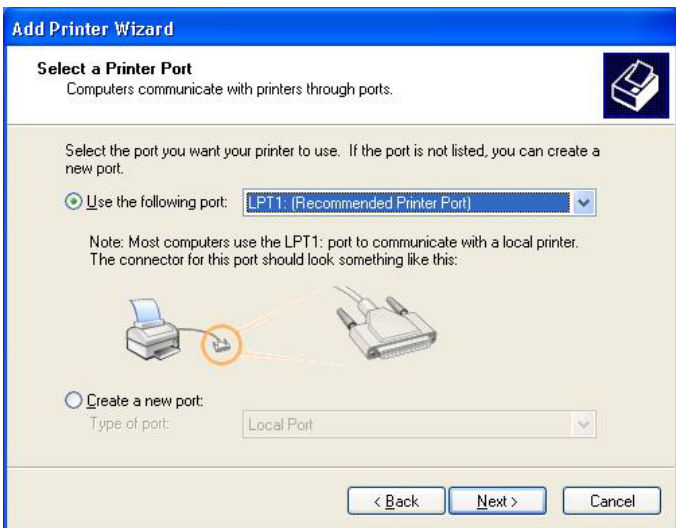 Add Printer Wizard
Select a Printer Port
Computers communicate with printers through ports.
Select the port you want your printer to use.  If the port is not listed, you can create a
new port.
Use the following port: LPT1: (Recommended Printer Port)
Note: Most computers use the LPT1: port to communicate with a local printer.
The connector for this port should look something like this:
Create a new port:
Type of port: Local Port
< Back Next > Cancel